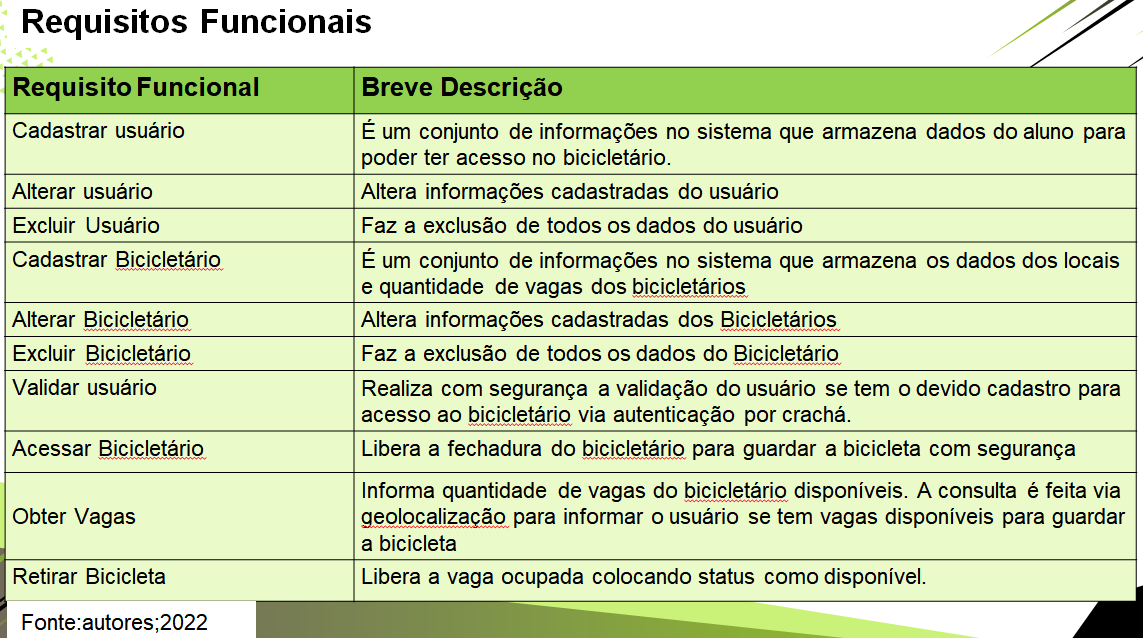 Requisitos Funcionais
Requisito Funcional
Breve Descrição
Cadastrar usuário
É um conjunto de informações no sistema que armazena dados do aluno para
poder ter acesso no bicicletário.
Alterar usuário
Altera informações cadastradas do usuário
Excluir Usuário
Faz a exclusão de todos os dados do usuário
Cadastrar Bicicletário
É um conjunto de informações no sistema que armazena os dados dos locais
e quantidade de vagas dos bicicletários
Alterar Bicicletário
Altera informações cadastradas dos Bicicletários
Excluir Bicicletário
Faz a exclusão de todos os dados do Bicicletário
Validar usuário
Realiza com segurança a validação do usuário se tem o devido cadastro para
acesso ao bicicletário via autenticação por crachá.
Acessar Bicicletário
Libera a fechadura do bicicletário para guardar a bicicleta com segurança
Obter Vagas
Informa quantidade de vagas do bicicletário disponíveis. A consulta é feita via
geolocalização para informar o usuário se tem vagas disponíveis para guardar
a bicicleta
Retirar Bicicleta
Libera a vaga ocupada colocando status como disponível.
Fonte:autores;2022